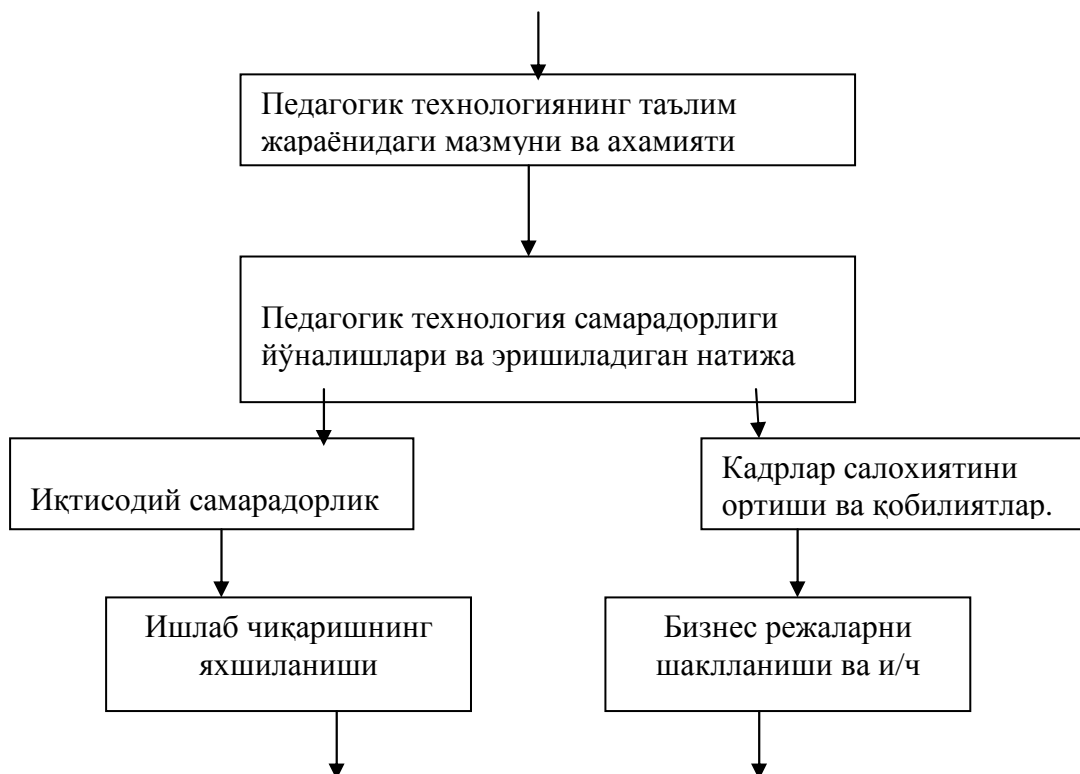 Педагогик технологиянинг таълим
жараёнидаги мазмуни ва ахамияти
Педагогик технология самарадорлиги
йўналишлари ва эришиладиган натижа
Иқтисодий самарадорлик
Кадрлар салохиятини
ортиши ва қобилиятлар.
Ишлаб чиқаришнинг
яхшиланиши
Бизнес режаларни
шаклланиши ва и/ч